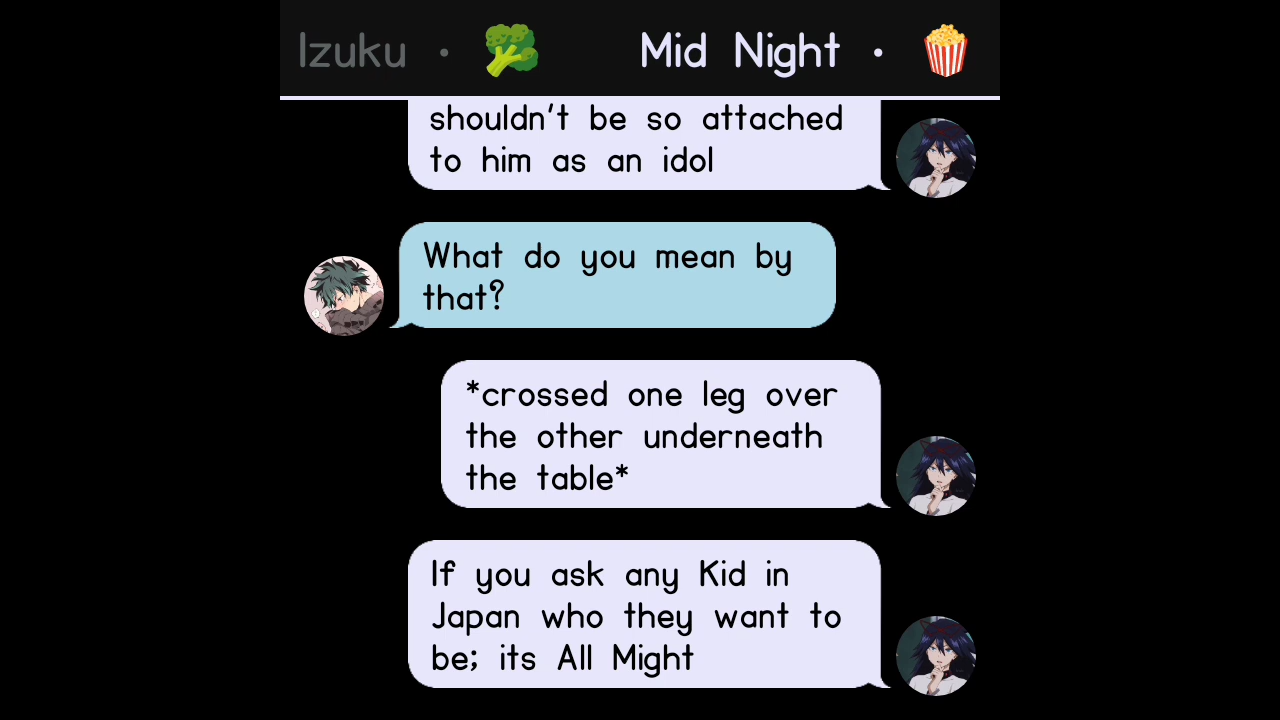 Izuku • 🥦 Mid Night • 🍿
shouldn't be so attached
to him as an idol
What do you mean by
that?
*crossed one leg over
the other underneath
the table*
If you ask any Kid in
Japan who they want to
be; its All Might